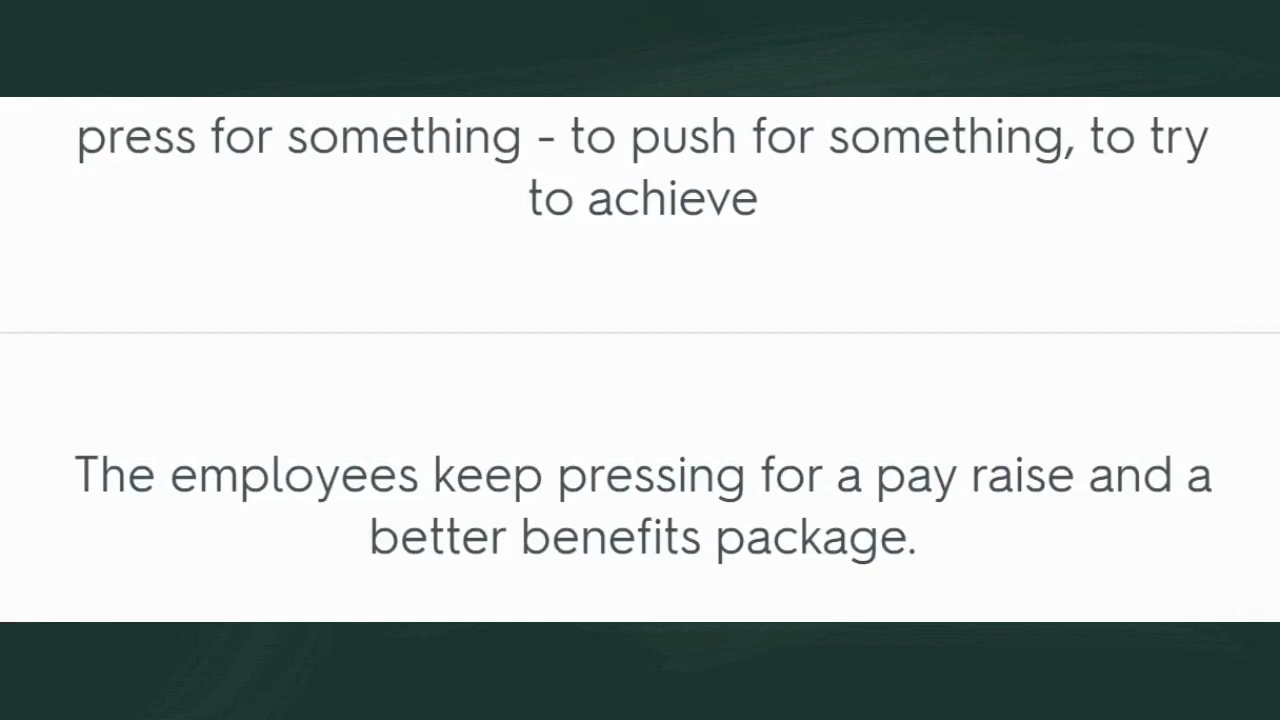 press for something - to push for something, to try
to achieve
The employees keep pressing for a pay raise and a
better benefits package.